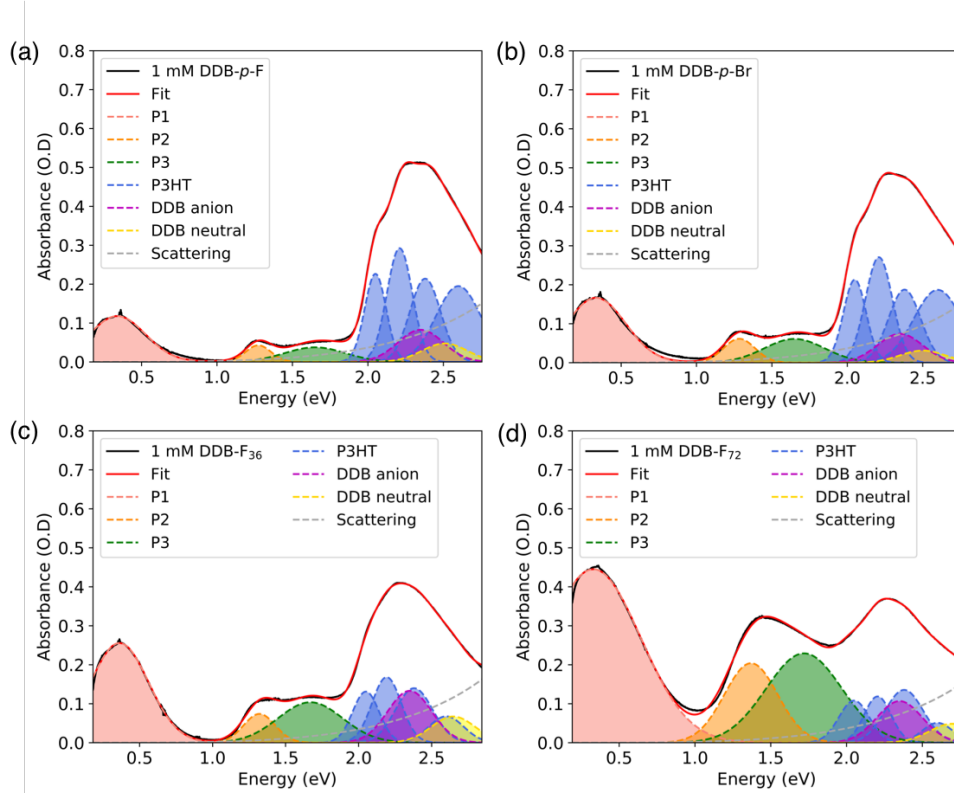 (a)
0.8
0.7
0.6
0.5
0.4
0.3
0.2
0.1
0.0
Absorbance (O.D)
1 mM DDB-p-F
Fit
P1
P2
P3
P3HT
DDB anion
DDB neutral
Scattering
0.5 1.0 1.5 2.0 2.5
Energy (eV)
(b)
0.8
0.7
0.6
0.5
0.4
0.3
0.2
0.1
0.0
Absorbance (O.D)
1 mM DDB-p-Br
Fit
P1
P2
P3
P3HT
DDB anion
DDB neutral
Scattering
0.5 1.0 1.5 2.0 2.5
Energy (eV)
(c)
0.8
0.7
0.6
0.5
0.4
0.3
0.2
0.1
0.0
Absorbance (O.D)
1 mM DDB-F₃₆
Fit
P1
P2
P3
P3HT
DDB anion
DDB neutral
Scattering
0.5 1.0 1.5 2.0 2.5
Energy (eV)
(d)
0.8
0.7
0.6
0.5
0.4
0.3
0.2
0.1
0.0
Absorbance (O.D)
1 mM DDB-F₇₂
Fit
P1
P2
P3
P3HT
DDB anion
DDB neutral
Scattering
0.5 1.0 1.5 2.0 2.5
Energy (eV)